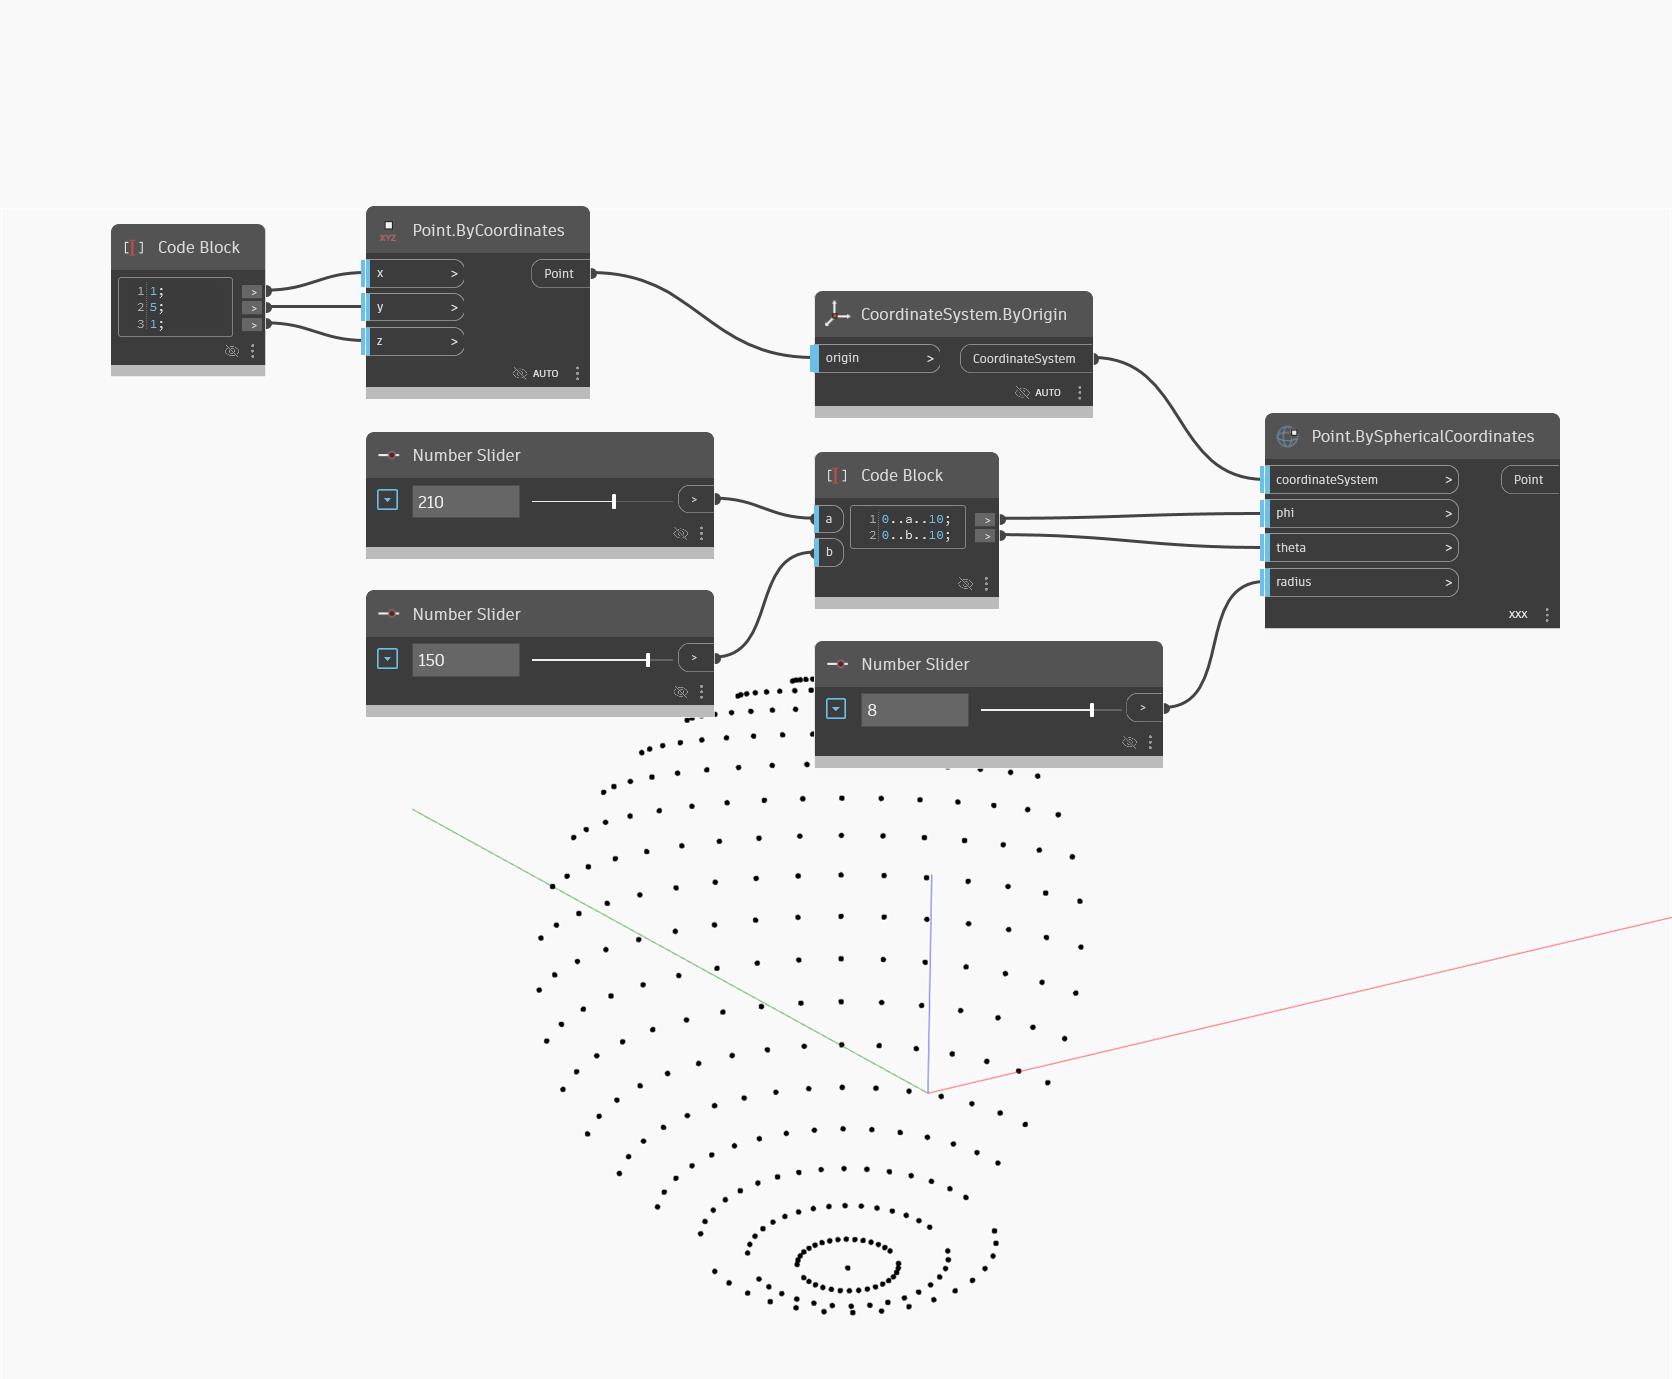 Code Block
1 1; >
2 5; >
3 1; >
XYZ
Point.ByCoordinates
x > Point
y >
z >
AUTO
CoordinateSystem.ByOrigin
origin > CoordinateSystem
AUTO
Number Slider
210 >
Number Slider
150 >
Code Block
a 1 0..a..10; >
b 2 0..b..10; >
Number Slider
8 >
Point.BySphericalCoordinates
coordinateSystem > Point
phi >
theta >
radius >
XXX